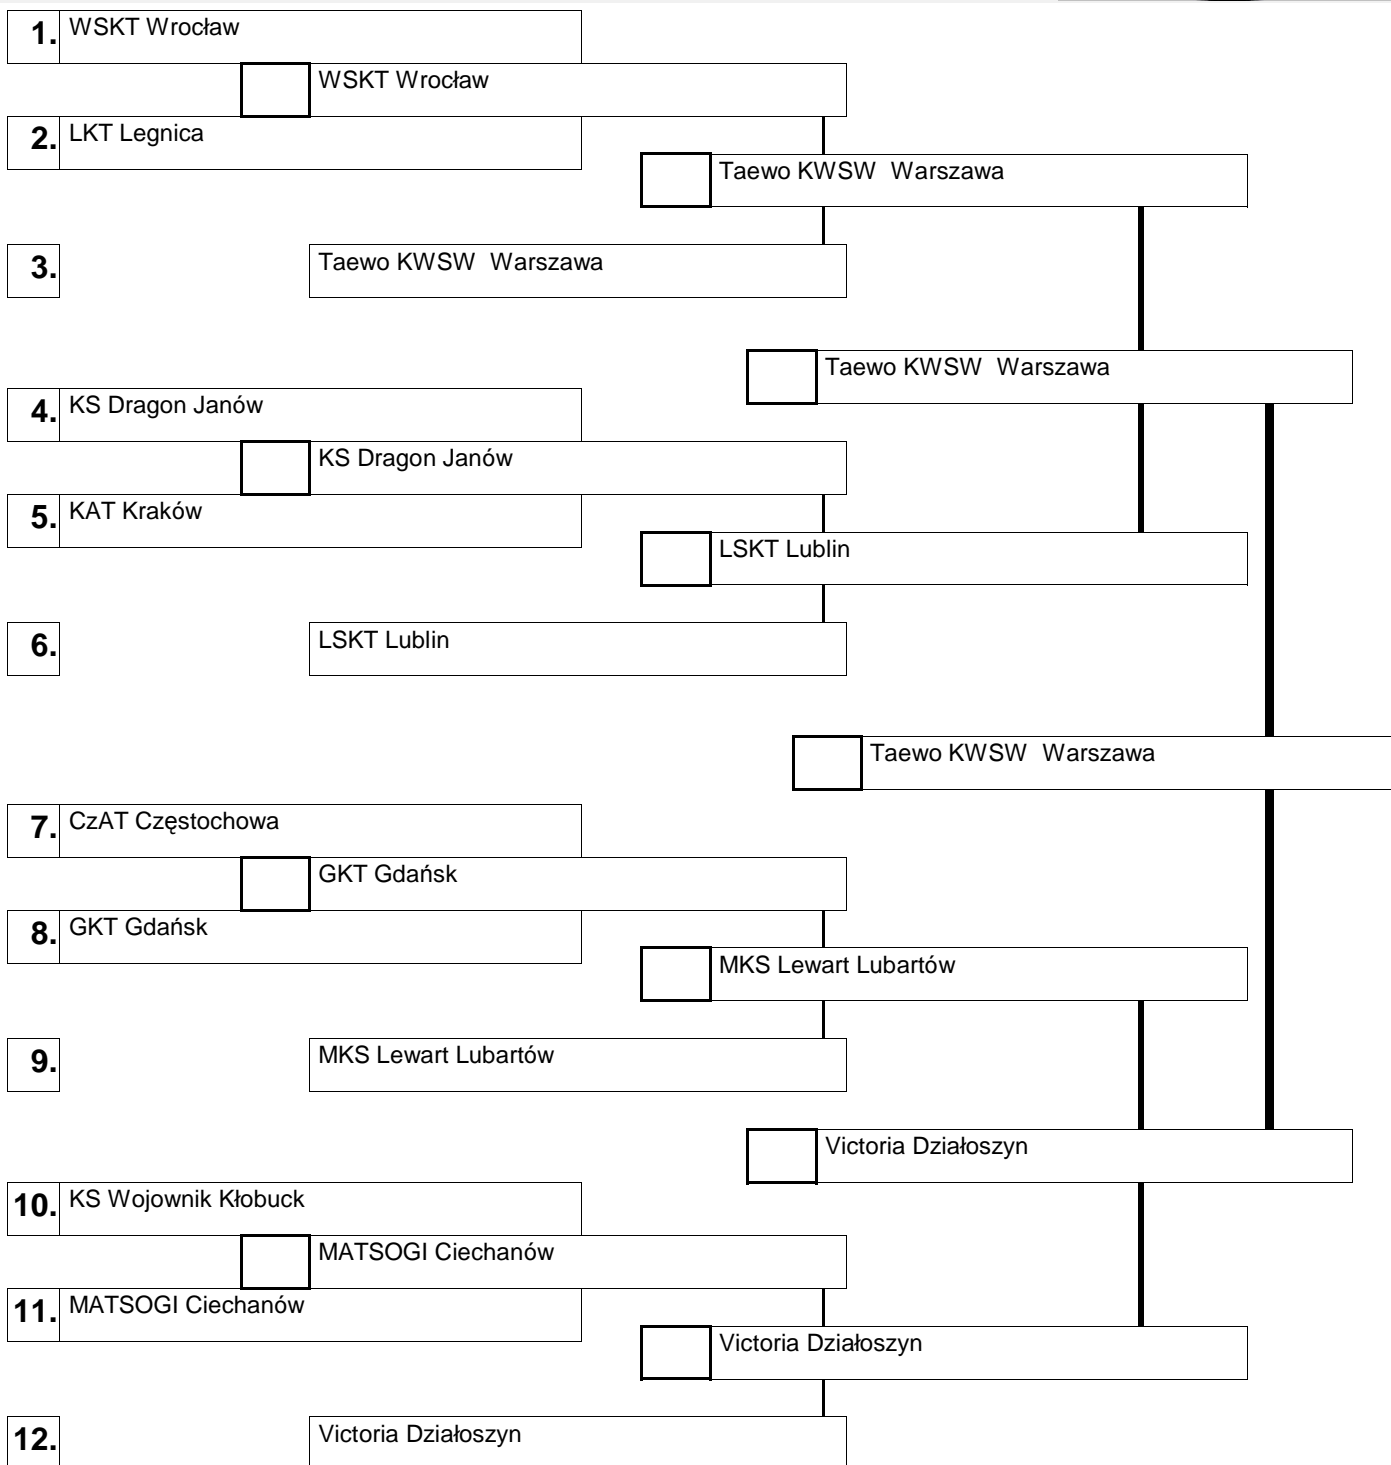 1. WSKT Wrocław
WSKT Wrocław
2. LKT Legnica
Taewo KWSW Warszawa
3. Taewo KWSW Warszawa
Taewo KWSW Warszawa
4. KS Dragon Janów
KS Dragon Janów
5. KAT Kraków
LSKT Lublin
6. LSKT Lublin
Taewo KWSW Warszawa
7. CzAT Częstochowa
GKT Gdańsk
8. GKT Gdańsk
MKS Lewart Lubartów
9. MKS Lewart Lubartów
Victoria Działoszyn
10. KS Wojownik Kłobuck
MATSOGI Ciechanów
11. MATSOGI Ciechanów
Victoria Działoszyn
12. Victoria Działoszyn